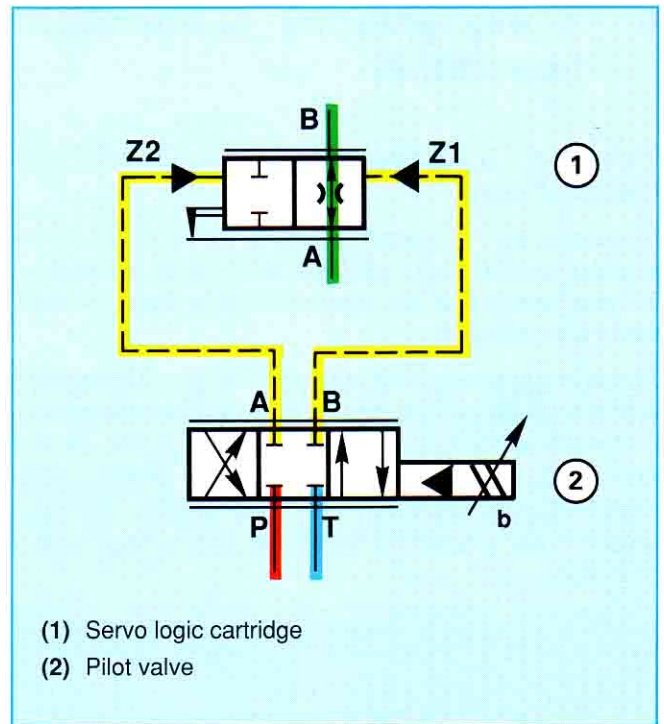 B
Z2
Z1
1
A
A
B
2
P
T
b
(1) Servo logic cartridge
(2) Pilot valve